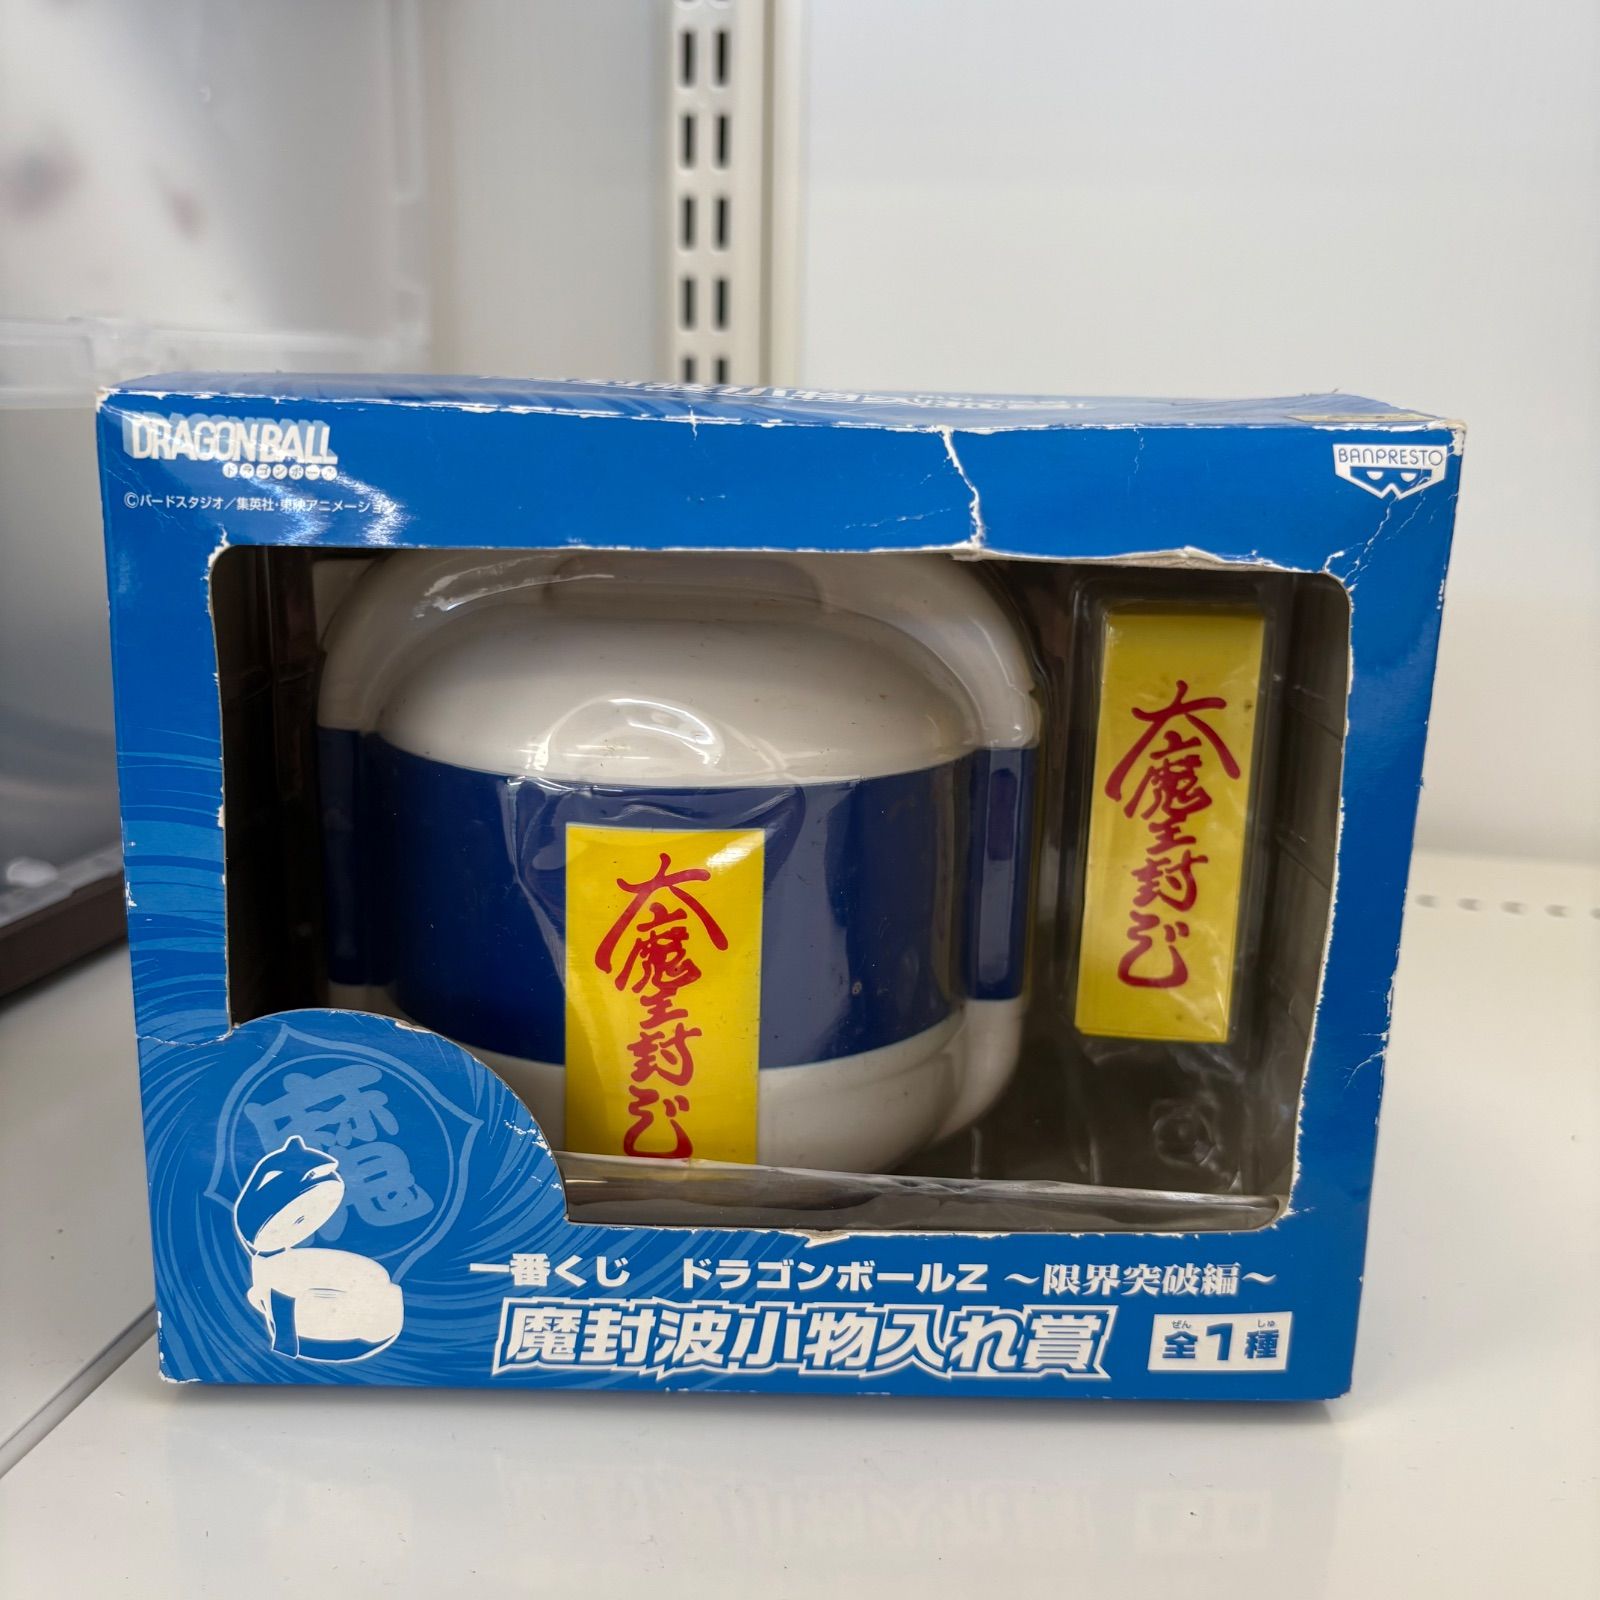 DRAGONBALL
ドラゴンボール
©バードスタジオ／集英社・東映アニメーション
BANPRESTO
大魔王封じ
大魔王封じ
魔
一番くじ ドラゴンボールZ ～限界突破編～
魔封波小物入れ賞
ぜん しゅ
全1種